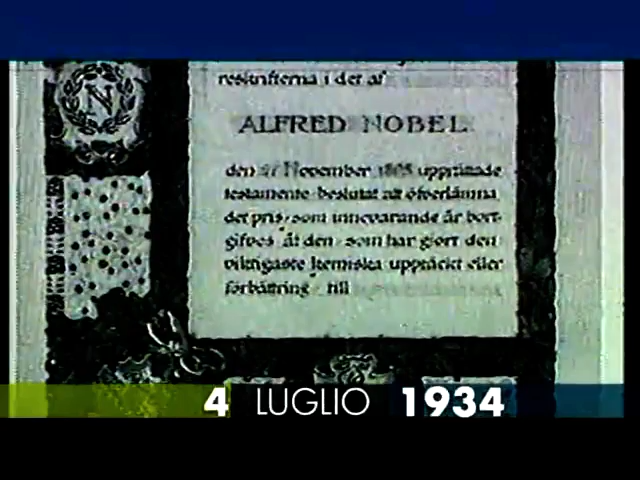 reskrifterna i det af
N
ALFRED NOBEL
den 27 November 1895 upprättade
testamente beslutat att öfverlämna
det pris som innevarande år bort-
gifves åt den som har gjort den
viktigaste kemiska upptäckt eller
förbättring till
4 LUGLIO 1934